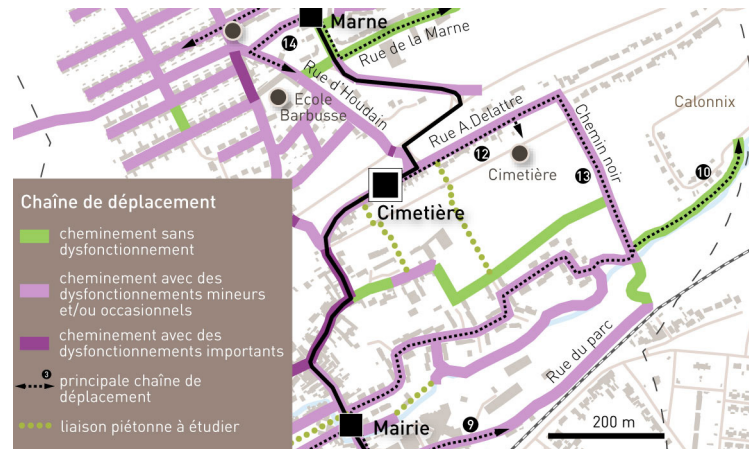 Marne
14
Rue de la Marne
Rue d'Houdain
Ecole
Barbusse
Rue A.Delattre
Chemin noir
Calonnix
12
13
10
Cimetière
Cimetière
Chaîne de déplacement
cheminement sans
dysfonctionnement
cheminement avec des
dysfonctionnements mineurs
et/ou occasionnels
cheminement avec des
dysfonctionnements importants
3
principale chaîne de
déplacement
liaison piétonne à étudier
Rue du parc
Mairie
9
200 m